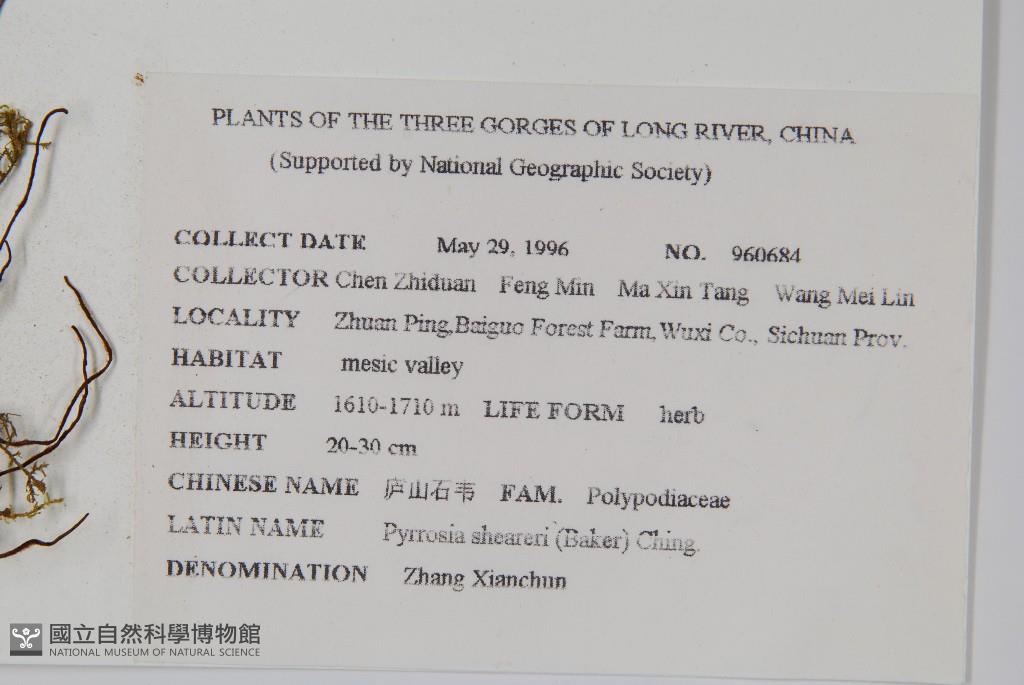 PLANTS OF THE THREE GORGES OF LONG RIVER, CHINA
(Supported by National Geographic Society)
COLLECT DATE May 29, 1996 NO. 960684
COLLECTOR Chen Zhiduan Feng Min Ma Xin Tang Wang Mei Lin
LOCALITY Zhuan Ping,Baiguo Forest Farm,Wuxi Co., Sichuan Prov.
HABITAT mesic valley
ALTITUDE 1610-1710 m LIFE FORM herb
HEIGHT 20-30 cm
CHINESE NAME 庐山石韦 FAM. Polypodiaceae
LATIN NAME Pyrrosia sheareri (Baker) Ching.
DENOMINATION Zhang Xianchun
國立自然科學博物館
NATIONAL MUSEUM OF NATURAL SCIENCE